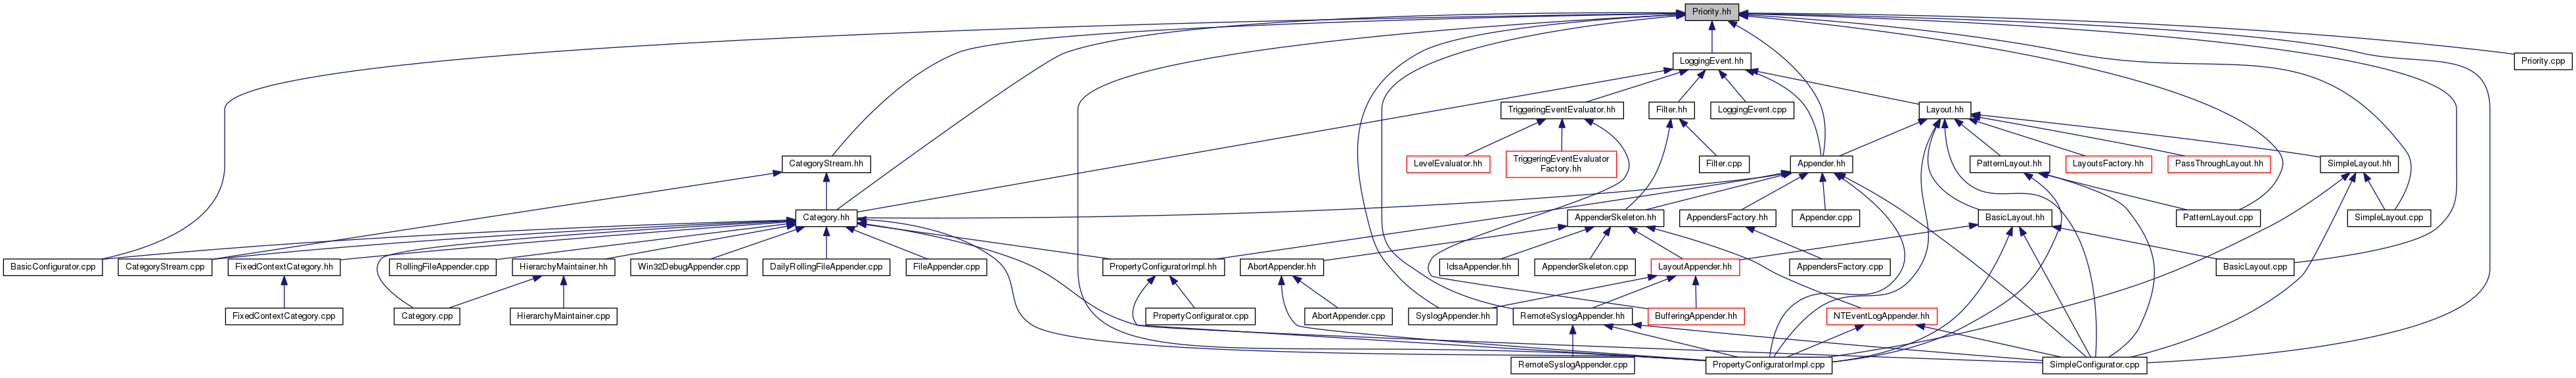 Priority.hh
LoggingEvent.hh
Priority.cpp
TriggeringEventEvaluator.hh
Filter.hh
LoggingEvent.cpp
Layout.hh
CategoryStream.hh
LevelEvaluator.hh
TriggeringEventEvaluator
Factory.hh
Filter.cpp
Appender.hh
PatternLayout.hh
LayoutsFactory.hh
PassThroughLayout.hh
SimpleLayout.hh
Category.hh
AppenderSkeleton.hh
AppendersFactory.hh
Appender.cpp
BasicLayout.hh
PatternLayout.cpp
SimpleLayout.cpp
BasicConfigurator.cpp
CategoryStream.cpp
FixedContextCategory.hh
RollingFileAppender.cpp
HierarchyMaintainer.hh
Win32DebugAppender.cpp
DailyRollingFileAppender.cpp
FileAppender.cpp
PropertyConfiguratorImpl.hh
AbortAppender.hh
IdsaAppender.hh
AppenderSkeleton.cpp
LayoutAppender.hh
AppendersFactory.cpp
BasicLayout.cpp
FixedContextCategory.cpp
Category.cpp
HierarchyMaintainer.cpp
PropertyConfigurator.cpp
AbortAppender.cpp
SyslogAppender.hh
RemoteSyslogAppender.hh
BufferingAppender.hh
NTEventLogAppender.hh
RemoteSyslogAppender.cpp
PropertyConfiguratorImpl.cpp
SimpleConfigurator.cpp